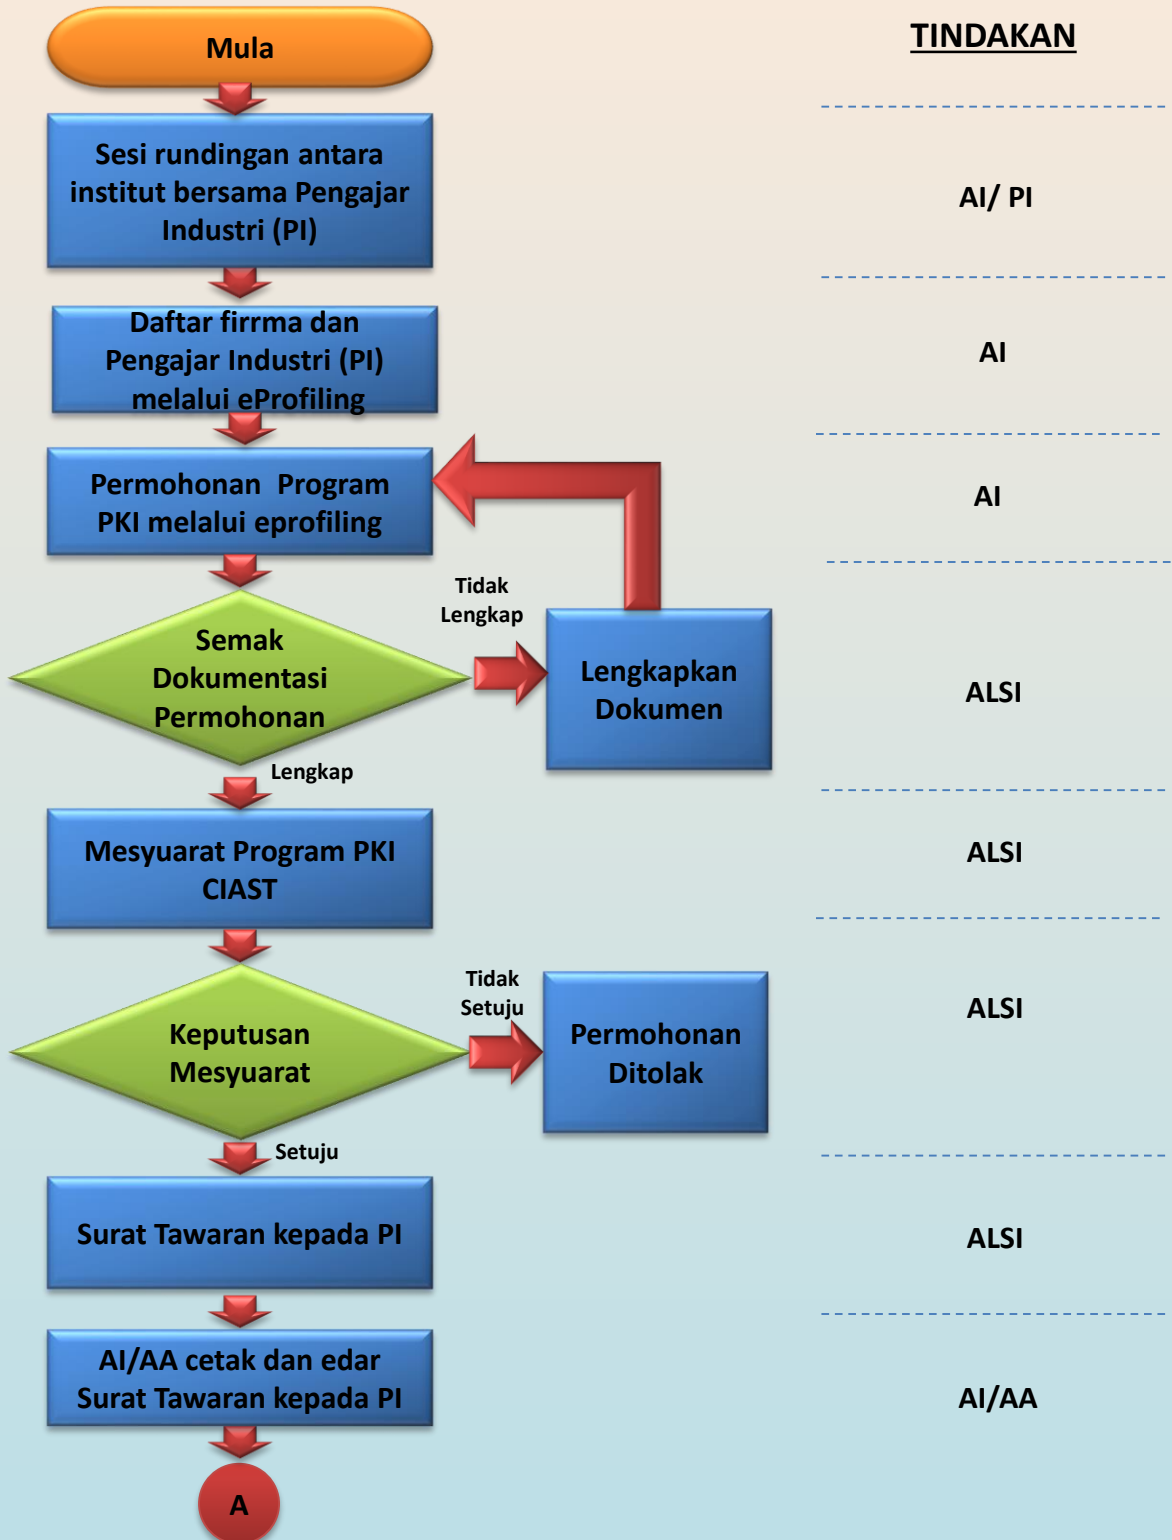 Mula
TINDAKAN
Sesi rundingan antara
institut bersama Pengajar
Industri (PI)
AI/ PI
Daftar firrma dan
Pengajar Industri (PI)
melalui eProfiling
AI
Permohonan  Program
PKI melalui eprofiling
AI
Tidak
Lengkap
Semak
Dokumentasi
Permohonan
Lengkapkan
Dokumen
ALSI
Lengkap
Mesyuarat Program PKI
CIAST
ALSI
Tidak
Setuju
Keputusan
Mesyuarat
Permohonan
Ditolak
ALSI
Setuju
Surat Tawaran kepada PI
ALSI
AI/AA cetak dan edar
Surat Tawaran kepada PI
AI/AA
A